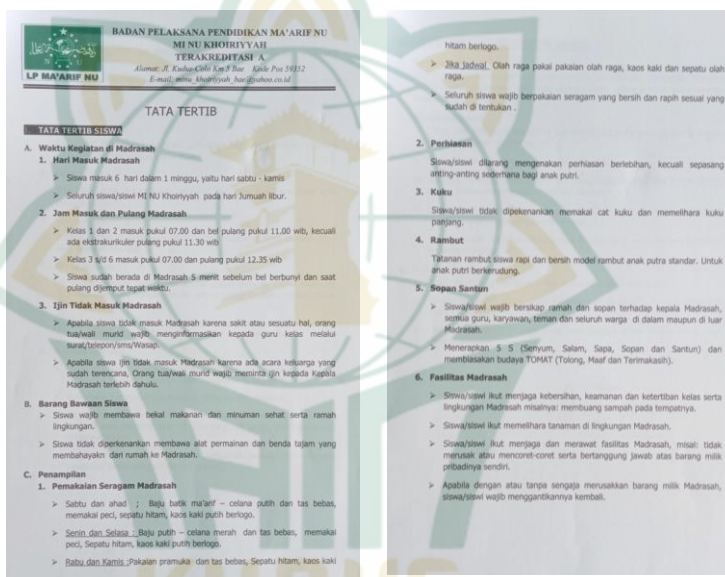 LP MA'ARIF NU
BADAN PELAKSANA PENDIDIKAN MA'ARIF NU
MI NU KHOIRIYYAH
TERAKREDITASI A
Alamat: Jl. Kudus-Colo Km 5 Bae Kode Pos 59352
E-mail: minu_khoiriyyah_bae@yahoo.co.id
TATA TERTIB
I. TATA TERTIB SISWA
A. Waktu Kegiatan di Madrasah
1. Hari Masuk Madrasah
➢ Siswa masuk 6 hari dalam 1 minggu, yaitu hari sabtu - kamis
➢ Seluruh siswa/siswi MI NU Khoiriyyah pada hari Jumuah libur.
2. Jam Masuk dan Pulang Madrasah
➢ Kelas 1 dan 2 masuk pukul 07.00 dan bel pulang pukul 11.00 wib, kecuali
ada ekstrakurikuler pulang pukul 11.30 wib
➢ Kelas 3 s/d 6 masuk pukul 07.00 dan pulang pukul 12.35 wib
➢ Siswa sudah berada di Madrasah 5 menit sebelum bel berbunyi dan saat
pulang dijemput tepat waktu.
3. Ijin Tidak Masuk Madrasah
➢ Apabila siswa tidak masuk Madrasah karena sakit atau sesuatu hal, orang
tua/wali murid wajib menginformasikan kepada guru kelas melalui
surat/telepon/sms/Wasap.
➢ Apabila siswa ijin tidak masuk Madrasah karena ada acara keluarga yang
sudah terencana, Orang tua/wali murid wajib meminta ijin kepada Kepala
Madrasah terlebih dahulu.
B. Barang Bawaan Siswa
➢ Siswa wajib membawa bekal makanan dan minuman sehat serta ramah
lingkungan.
➢ Siswa tidak diperkenankan membawa alat permainan dan benda tajam yang
membahayakn dari rumah ke Madrasah.
C. Penampilan
1. Pemakaian Seragam Madrasah
➢ Sabtu dan ahad ; Baju batik ma'arif – celana putih dan tas bebas,
memakai peci, sepatu hitam, kaos kaki putih berlogo.
➢ Senin dan Selasa : Baju putih – celana merah dan tas bebas, memakai
peci, Sepatu hitam, kaos kaki putih berlogo.
➢ Rabu dan Kamis :Pakaian pramuka dan tas bebas, Sepatu hitam, kaos kaki
hitam berlogo.
➢ Jika jadwal Olah raga pakai pakaian olah raga, kaos kaki dan sepatu olah
raga.
➢ Seluruh siswa wajib berpakaian seragam yang bersih dan rapih sesuai yang
sudah di tentukan .
2. Perhiasan
Siswa/siswi dilarang mengenakan perhiasan berlebihan, kecuali sepasang
anting-anting sederhana bagi anak putri.
3. Kuku
Siswa/siswi tidak dipekenankan memakai cat kuku dan memelihara kuku
panjang.
4. Rambut
Tatanan rambut siswa rapi dan bersih model rambut anak putra standar. Untuk
anak putri berkerudung.
5. Sopan Santun
➢ Siswa/siswi wajib bersikap ramah dan sopan terhadap kepala Madrasah,
semua guru, karyawan, teman dan seluruh warga di dalam maupun di luar
Madrasah.
➢ Menerapkan 5 S (Senyum, Salam, Sapa, Sopan dan Santun) dan
membiasakan budaya TOMAT (Tolong, Maaf dan Terimakasih).
6. Fasilitas Madrasah
➢ Siswa/siswi ikut menjaga kebersihan, keamanan dan ketertiban kelas serta
lingkungan Madrasah misalnya: membuang sampah pada tempatnya.
➢ Siswa/siswi ikut memelihara tanaman di lingkungan Madrasah.
➢ Siswa/siswi ikut menjaga dan merawat fasilitas Madrasah, misal: tidak
merusak atau mencoret-coret serta bertanggung jawab atas barang milik
pribadinya sendiri.
➢ Apabila dengan atau tanpa sengaja merusakkan barang milik Madrasah,
siswa/siswi wajib menggantikannya kembali.